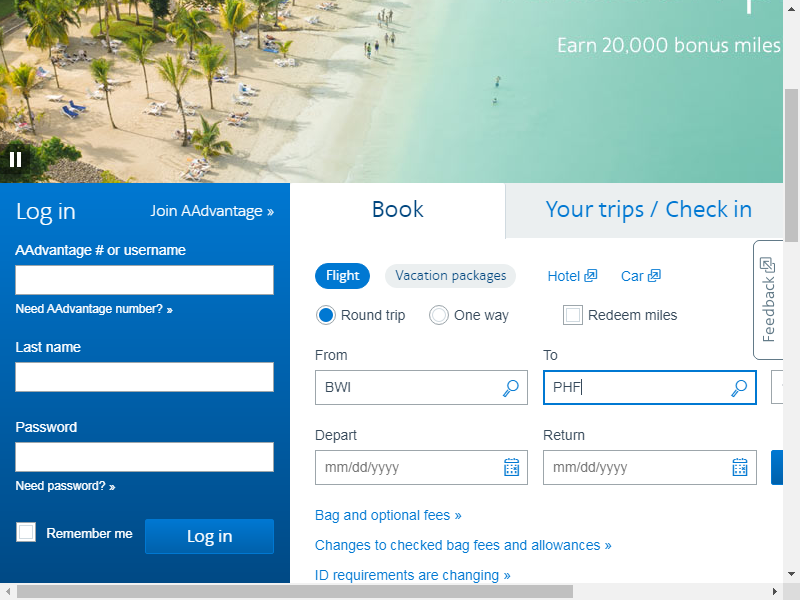 Earn 20,000 bonus miles
Log in
Join AAdvantage »
AAdvantage # or username
Need AAdvantage number? »
Last name
Password
Need password? »
Remember me
Log in
Book
Your trips / Check in
Flight
Vacation packages
Hotel
Car
Round trip
One way
Redeem miles
From
To
BWI
PHF
Depart
Return
mm/dd/yyyy
mm/dd/yyyy
Bag and optional fees »
Changes to checked bag fees and allowances »
ID requirements are changing »
Feedback